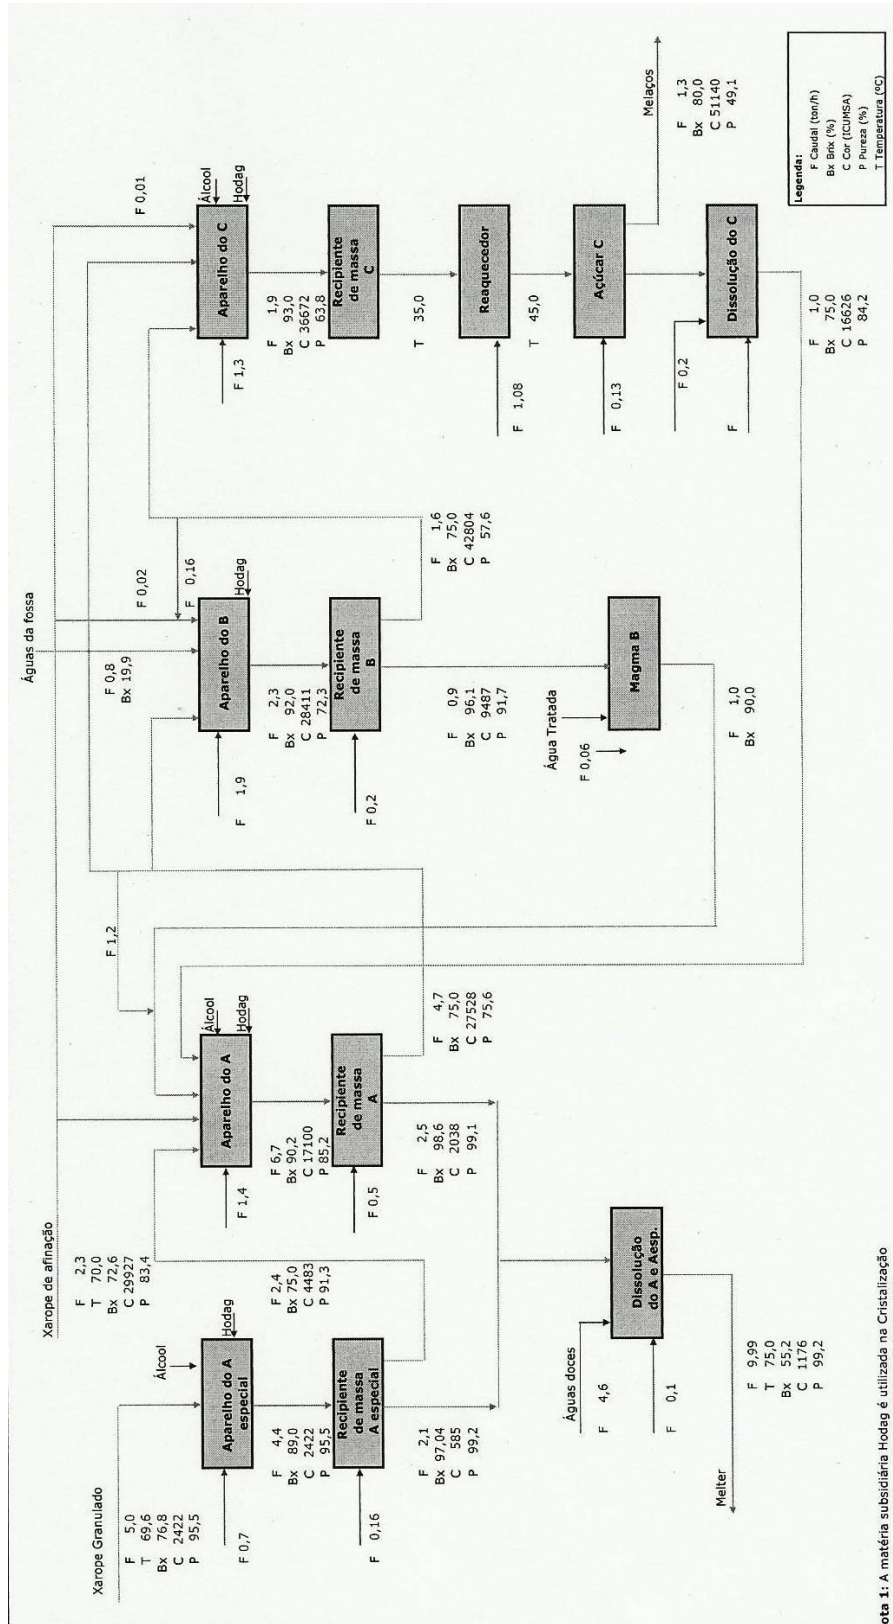 Xarope Granulado
F 5,0
T 69,6
Bx 76,8
C 2422
P 95,5
Álcool
Hodag
Aparelho do A
especial
F 0,7
F 4,4
Bx 89,0
C 2422
P 95,5
Recipiente
de massa
A especial
F 0,16
F 2,4
Bx 75,0
C 4483
P 91,3
F 2,1
Bx 97,04
C 585
P 99,2
Xarope de afinação
F 2,3
T 70,0
Bx 72,6
C 29927
P 83,4
Álcool
Hodag
Aparelho do A
F 1,4
F 6,7
Bx 90,2
C 17100
P 85,2
Recipiente
de massa
A
F 0,5
F 4,7
Bx 75,0
C 27528
P 75,6
F 2,5
Bx 98,6
C 2038
P 99,1
Águas doces
F 4,6
F 0,1
Dissolução
do A e Aesp.
Melter
F 9,99
T 75,0
Bx 55,2
C 1176
P 99,2
F 1,2
Águas da fossa
F 0,8
Bx 19,9
F 0,02
F 0,16
Hodag
Aparelho do B
F 1,9
F 2,3
Bx 92,0
C 28411
P 72,3
Recipiente
de massa
B
F 0,2
F 1,6
Bx 75,0
C 42804
P 57,6
F 0,9
Bx 96,1
C 9487
P 91,7
Água Tratada
F 0,06
Magma B
F 1,0
Bx 90,0
F 0,01
Álcool
Hodag
Aparelho do C
F 1,3
F 1,9
Bx 93,0
C 36672
P 63,8
Recipiente
de massa
C
T 35,0
Reaquecedor
F 1,08
T 45,0
Açúcar C
F 0,13
Melaços
F 1,3
Bx 80,0
C 51140
P 49,1
F 0,2
F
Dissolução do C
F 1,0
Bx 75,0
C 16626
P 84,2
Legenda:
F Caudal (ton/h)
Bx Brix (%)
C Cor (ICUMSA)
P Pureza (%)
T Temperatura (ºC)
ota 1: A matéria subsidiária Hodag é utilizada na Cristalização